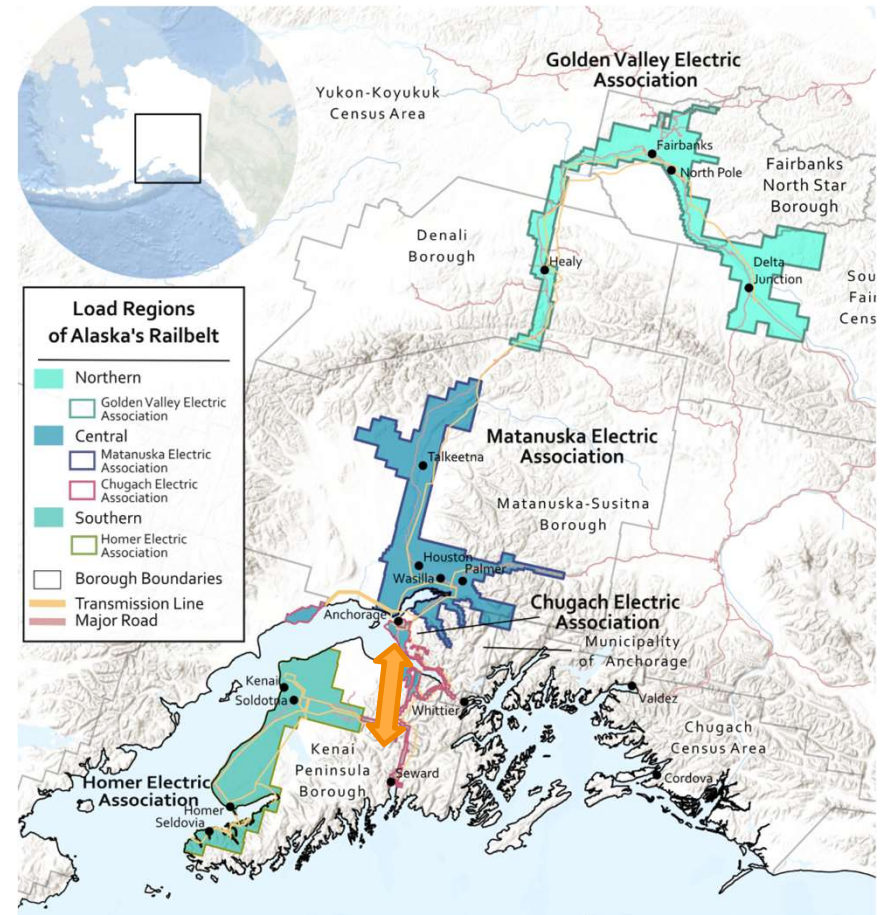 Golden Valley Electric
Association
Yukon-Koyukuk
Census Area
Fairbanks
North Pole
Fairbanks
North Star
Borough
Denali
Borough
Healy
Delta
Junction
Sou
Fair
Cens
Load Regions
of Alaska's Railbelt
Northern
Golden Valley Electric
Association
Central
Matanuska Electric
Association
Chugach Electric
Association
Southern
Homer Electric
Association
Borough Boundaries
Transmission Line
Major Road
Matanuska Electric
Association
Talkeetna
Matanuska-Susitna
Borough
Houston
Palmer
Wasilla
Chugach Electric
Association
Anchorage
Municipality
of Anchorage
Kenai
Soldotna
Whittier
Valdez
Kenai
Peninsula
Borough
Chugach
Census Area
Seward
Cordova
Homer Electric
Association
Homer
Seldovia